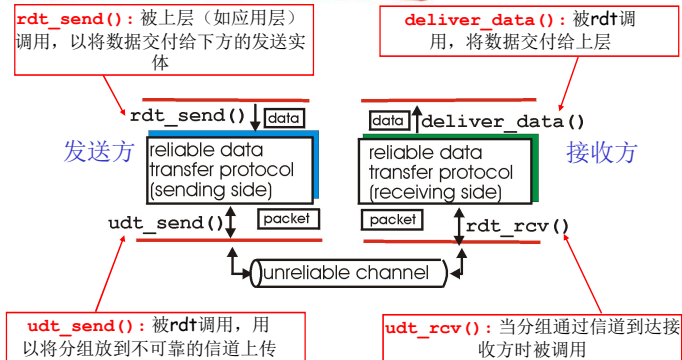 rdt_send()：被上层（如应用层）
调用，以将数据交付给下方的发送实
体
deliver_data()：被rdt调
用，将数据交付给上层
rdt_send()
data
data
deliver_data()
发送方
reliable data
transfer protocol
(sending side)
reliable data
transfer protocol
(receiving side)
接收方
udt_send()
packet
packet
rdt_rcv()
unreliable channel
udt_send()：被rdt调用，用
以将分组放到不可靠的信道上传
udt_rcv()：当分组通过信道到达接
收方时被调用